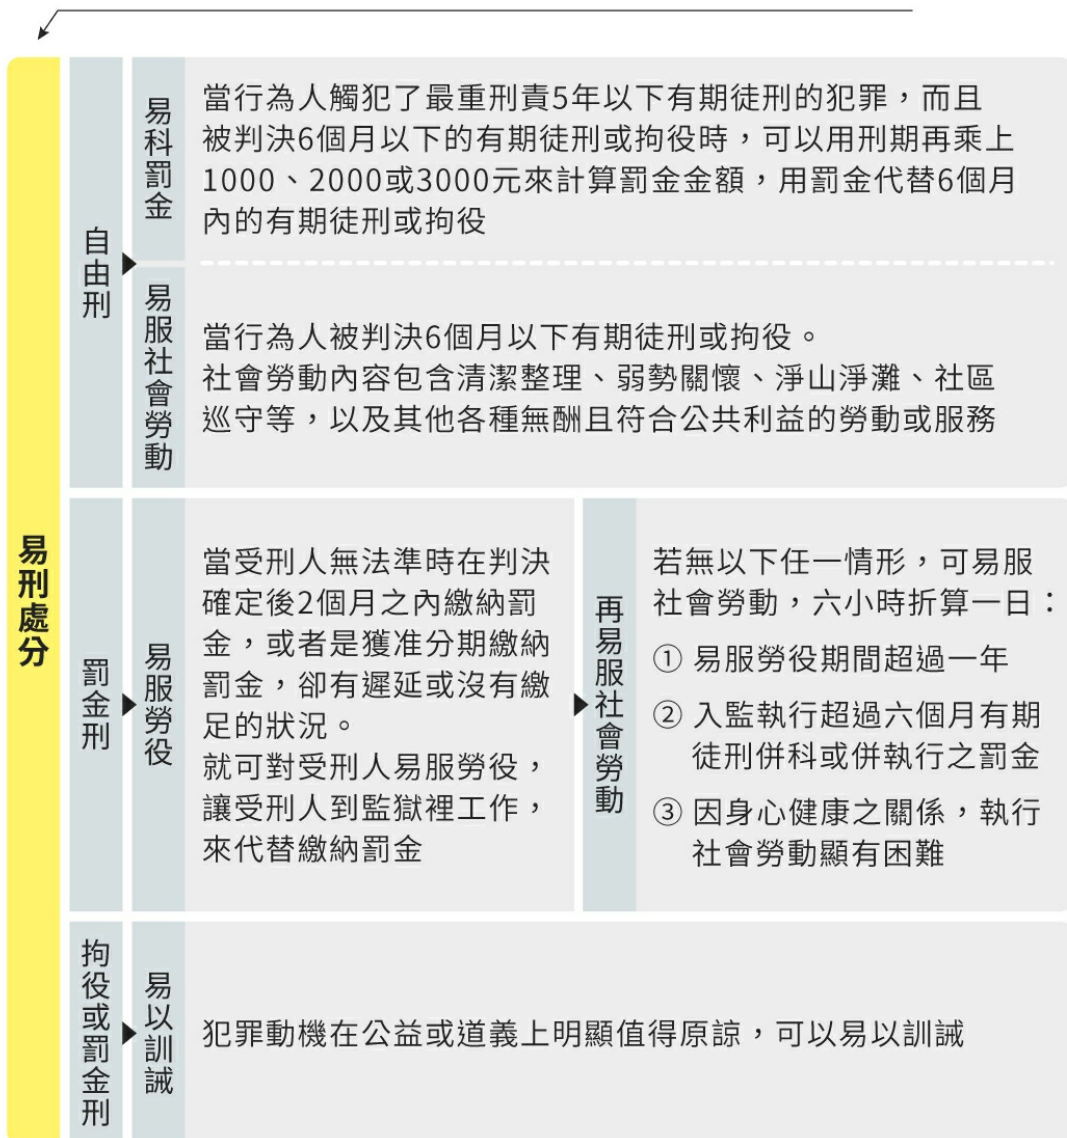 易刑處分
自由刑
易科罰金
當行為人觸犯了最重刑責5年以下有期徒刑的犯罪，而且
被判決6個月以下的有期徒刑或拘役時，可以用刑期再乘上
1000、2000或3000元來計算罰金金額，用罰金代替6個月
內的有期徒刑或拘役
易服社會勞動
當行為人被判決6個月以下有期徒刑或拘役。
社會勞動內容包含清潔整理、弱勢關懷、淨山淨灘、社區
巡守等，以及其他各種無酬且符合公共利益的勞動或服務
罰金刑
易服勞役
當受刑人無法準時在判決
確定後2個月之內繳納罰
金，或者是獲准分期繳納
罰金，卻有遲延或沒有繳
足的狀況。
就可對受刑人易服勞役，
讓受刑人到監獄裡工作，
來代替繳納罰金
再易服社會勞動
若無以下任一情形，可易服
社會勞動，六小時折算一日：
① 易服勞役期間超過一年
② 入監執行超過六個月有期
徒刑併科或併執行之罰金
③ 因身心健康之關係，執行
社會勞動顯有困難
拘役或罰金刑
易以訓誡
犯罪動機在公益或道義上明顯值得原諒，可以易以訓誡